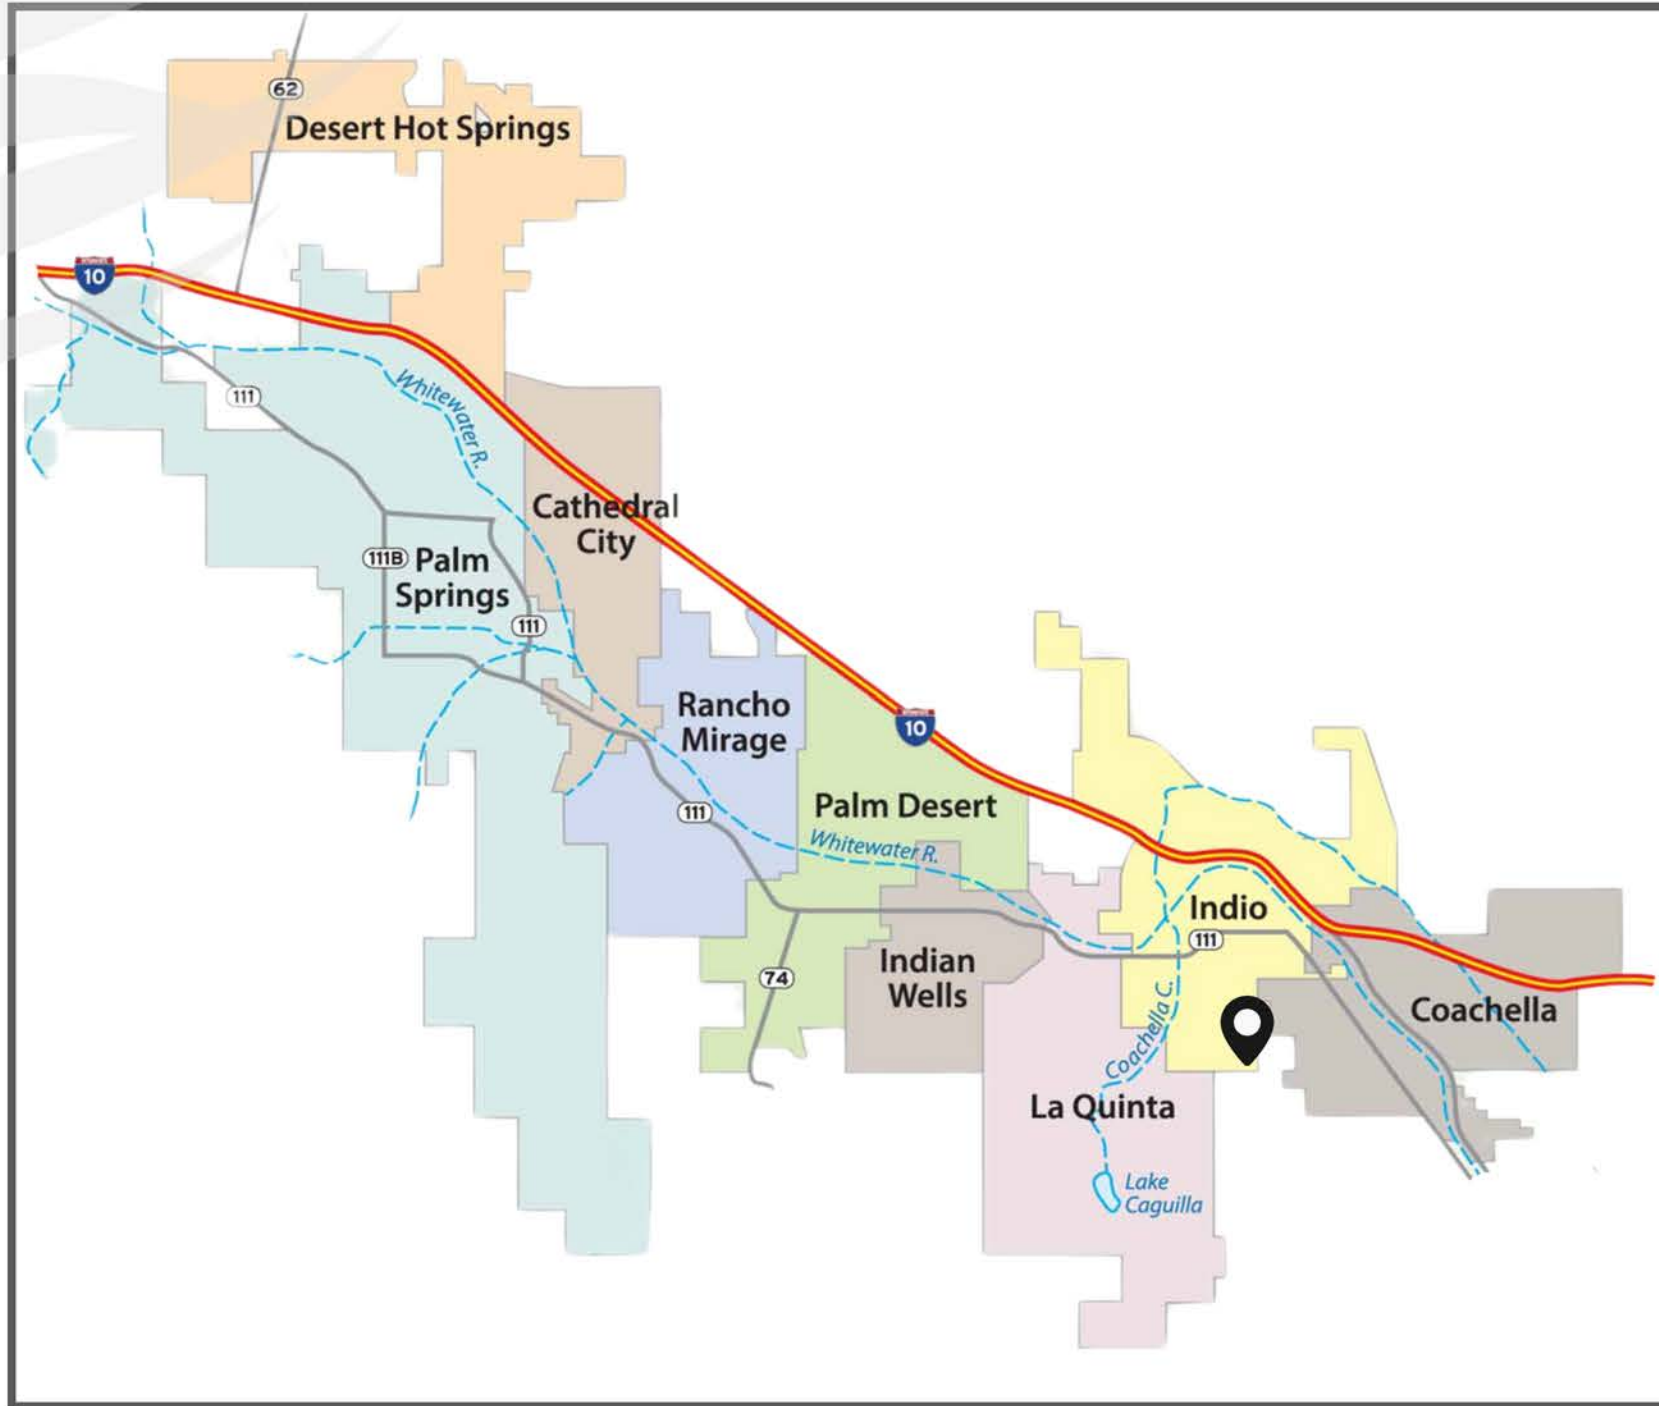 62
Desert Hot Springs
10
111
Whitewater R.
Cathedral
City
111B
Palm
Springs
111
Rancho
Mirage
10
111
Palm Desert
Whitewater R.
Indio
111
Indian
Wells
74
Coachella C.
Coachella
La Quinta
Lake
Caguilla